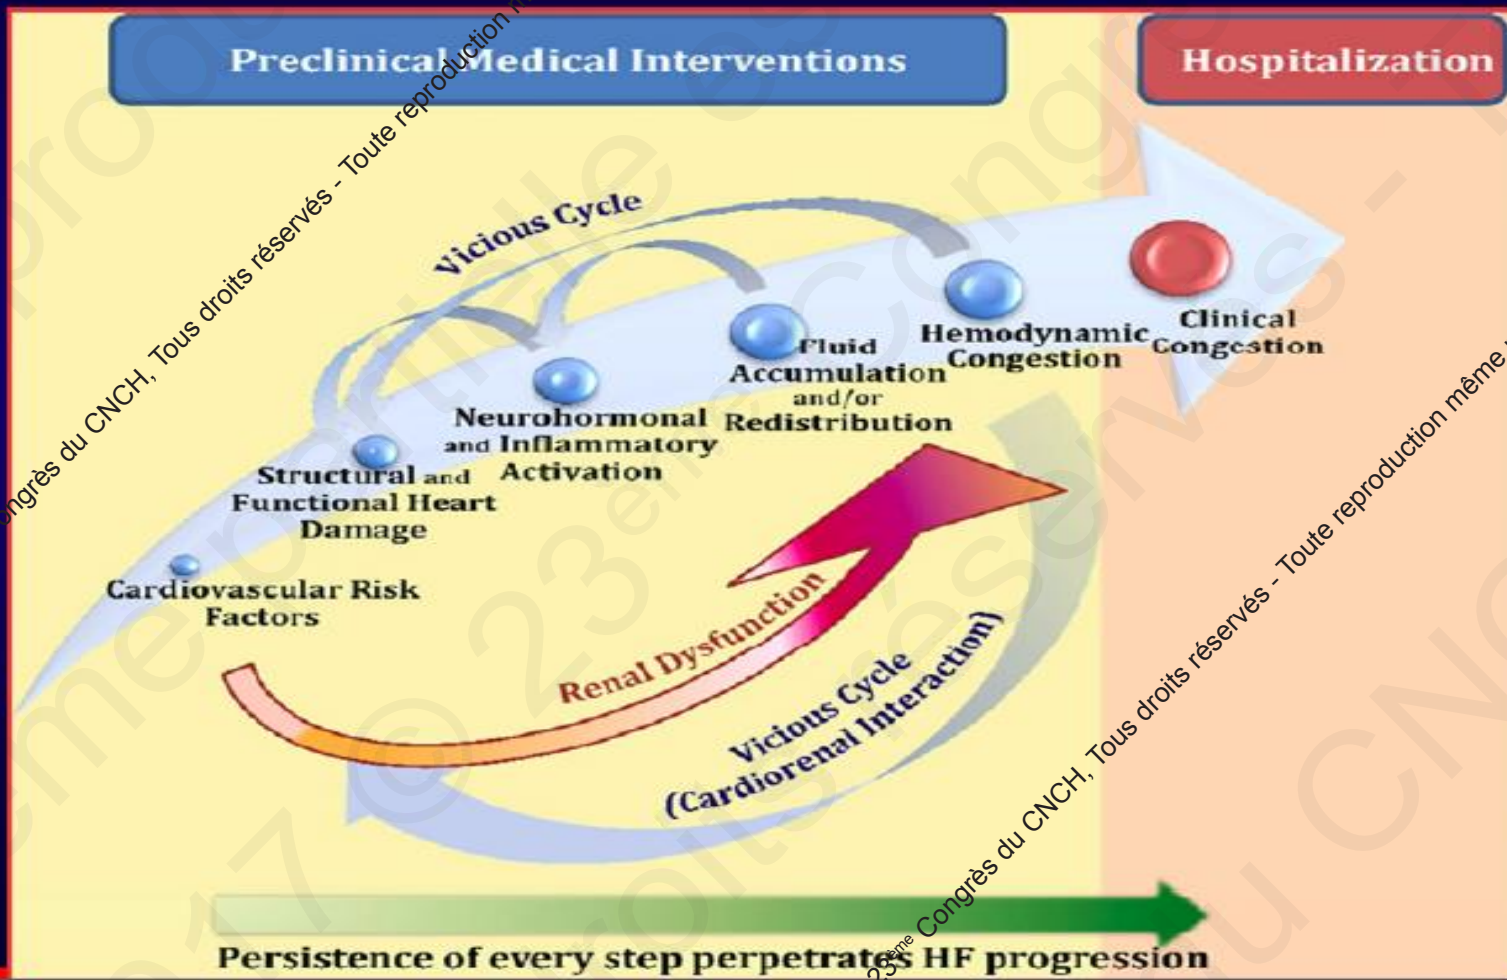 Preclinical Medical Interventions
Hospitalization
Vicious Cycle
Clinical
Congestion
Hemodynamic
Congestion
Fluid
Accumulation
and/or
Redistribution
Neurohormonal
and Inflammatory
Activation
Structural and
Functional Heart
Damage
Cardiovascular Risk
Factors
Renal Dysfunction
Vicious Cycle
(Cardiorenal Interaction)
Persistence of every step perpetrates HF progression
Congrès du CNCH, Tous droits réservés - Toute reproduction
23ème Congrès du CNCH, Tous droits réservés - Toute reproduction même